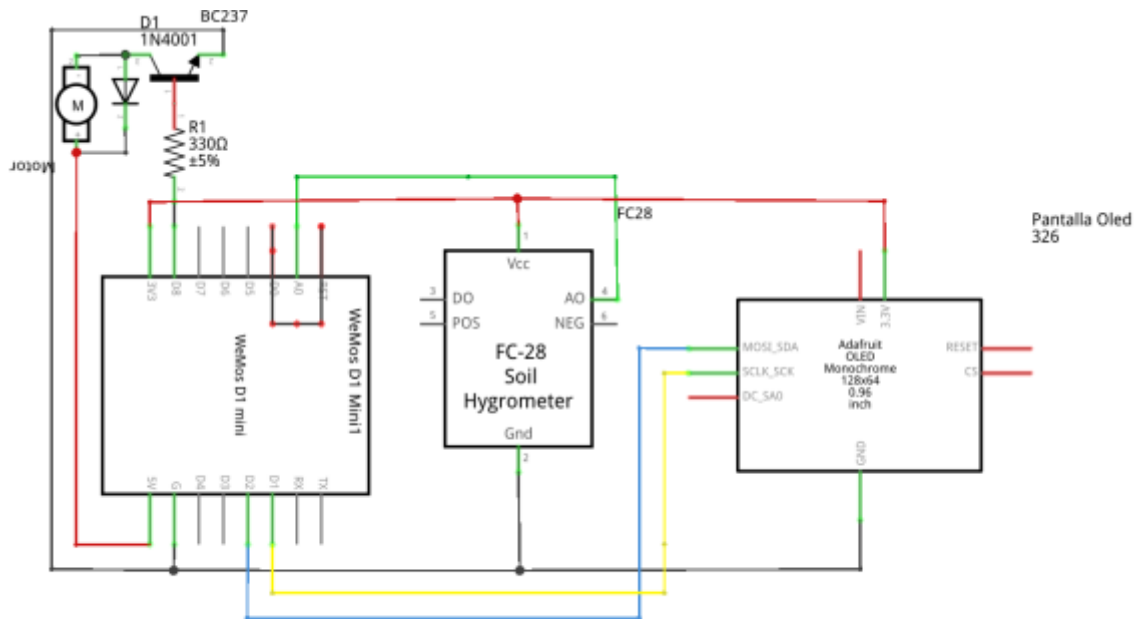 BC237
D1
1N4001
M
R1
330Ω
±5%
Motor
FC28
Pantalla Oled
326
3V3
D8
D7
D6
D5
D0
A0
RST
WeMos D1 mini
WeMos D1 Mini1
5V
G
D4
D3
D2
D1
RX
TX
1
Vcc
3
DO
AO
4
5
POS
NEG
6
FC-28
Soil
Hygrometer
Gnd
2
VIN
3.3V
MOSI_SDA
SCLK_SCK
DC_SA0
Adafruit
OLED
Monochrome
128x64
0.96
inch
RESET
CS
GND